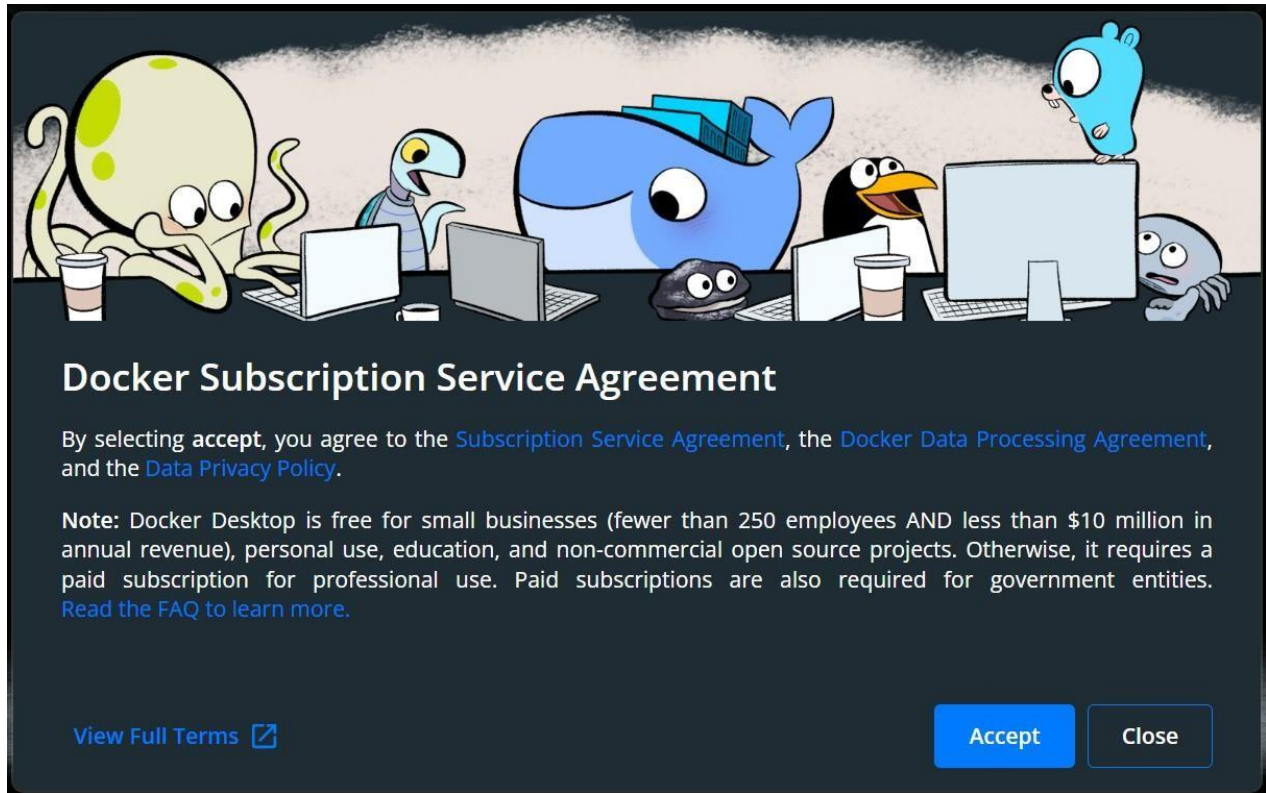 Docker Subscription Service Agreement
By selecting accept, you agree to the Subscription Service Agreement, the Docker Data Processing Agreement,
and the Data Privacy Policy.
Note: Docker Desktop is free for small businesses (fewer than 250 employees AND less than $10 million in
annual revenue), personal use, education, and non-commercial open source projects. Otherwise, it requires a
paid subscription for professional use. Paid subscriptions are also required for government entities.
Read the FAQ to learn more.
View Full Terms
Accept
Close